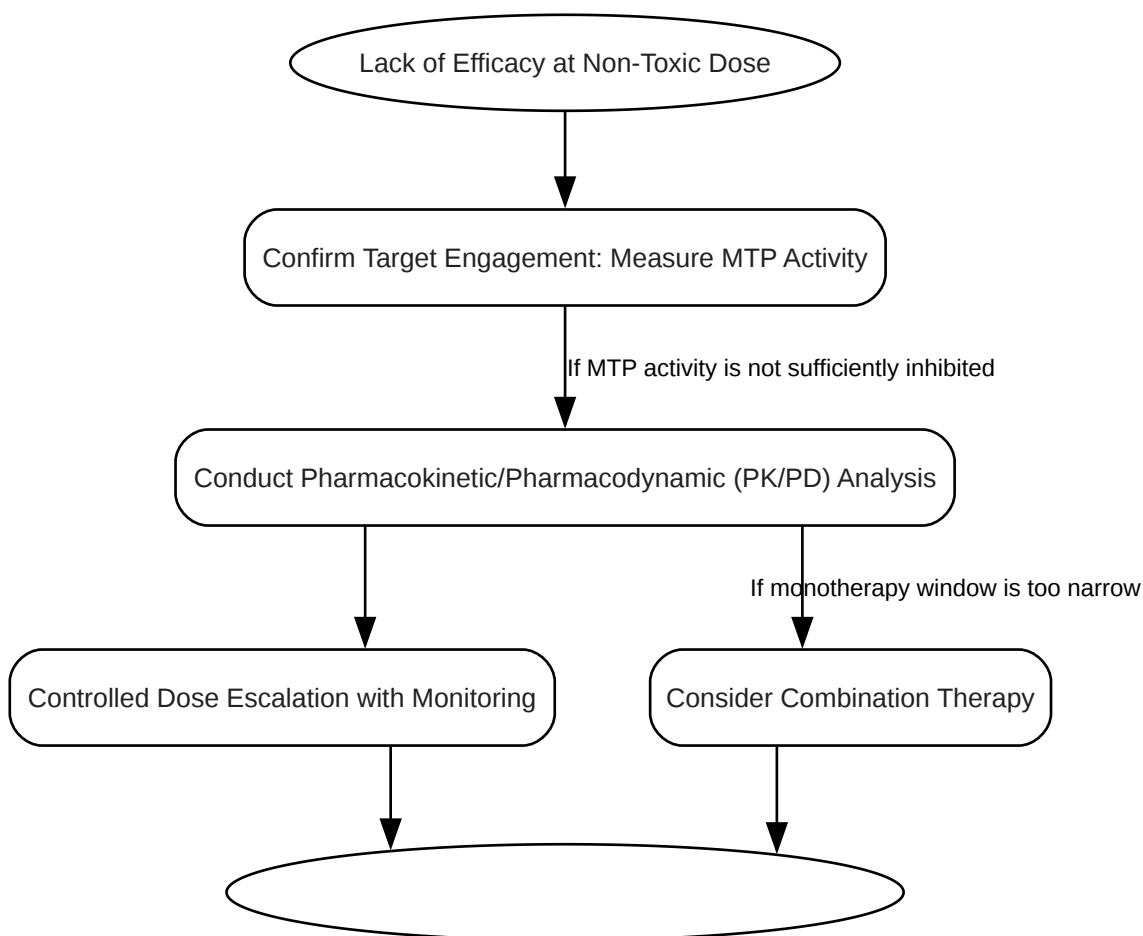 Lack of Efficacy at Non-Toxic Dose
Confirm Target Engagement: Measure MTP Activity
If MTP activity is not sufficiently inhibited
Conduct Pharmacokinetic/Pharmacodynamic (PK/PD) Analysis
If monotherapy window is too narrow
Controlled Dose Escalation with Monitoring
Consider Combination Therapy